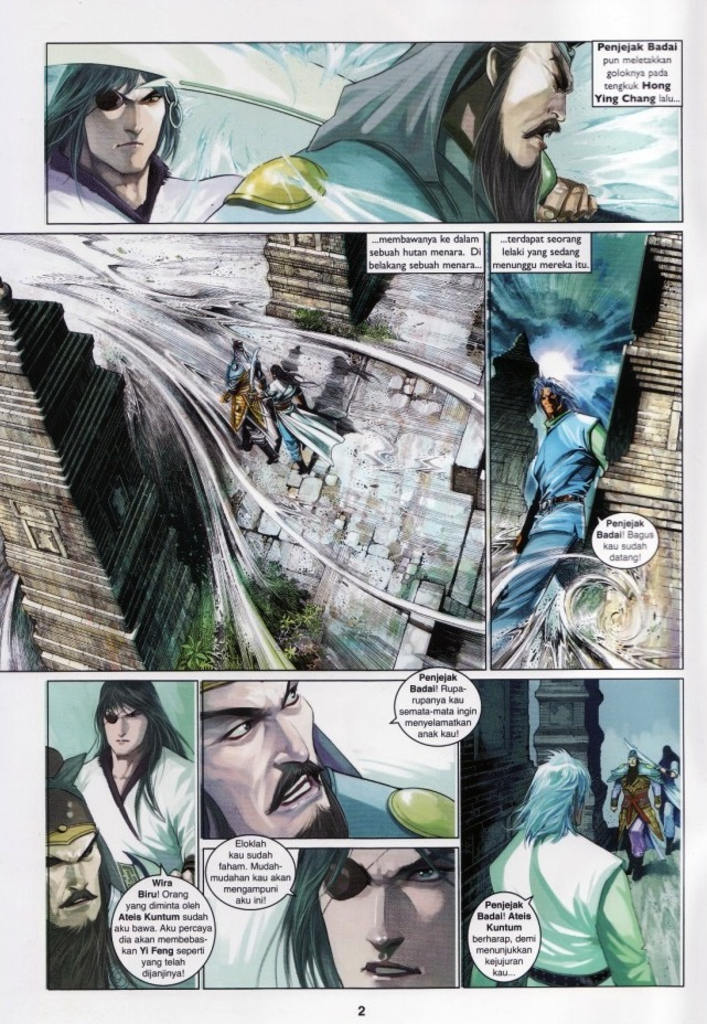 Penjejak Badai
pun meletakkan
goloknya pada
tengkuk Hong
Ying Chang lalu...
...membawanya ke dalam
sebuah hutan menara. Di
belakang sebuah menara...
...terdapat seorang
lelaki yang sedang
menunggu mereka itu.
Penjejak
Badai! Bagus
kau sudah
datang!
Wira
Biru! Orang
yang diminta oleh
Ateis Kuntum sudah
aku bawa. Aku percaya
dia akan membebas-
kan Yi Feng seperti
yang telah
dijanjinya!
Penjejak
Badai! Rupa-
rupanya kau
semata-mata ingin
menyelamatkan
anak kau!
Eloklah
kau sudah
faham. Mudah-
mudahan kau akan
mengampuni
aku ini!
Penjejak
Badai! Ateis
Kuntum
berharap, demi
menunjukkan
kejujuran
kau...
2